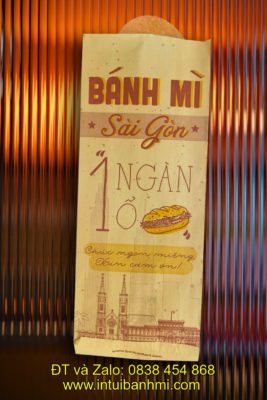 BÁNH MÌ
★ Sài Gòn ★
"1 NGÀN
Ổ "
Chúc ngon miệng
Xin cảm ơn!
ĐT và Zalo: 0838 454 868
www.intuibanhmi.com